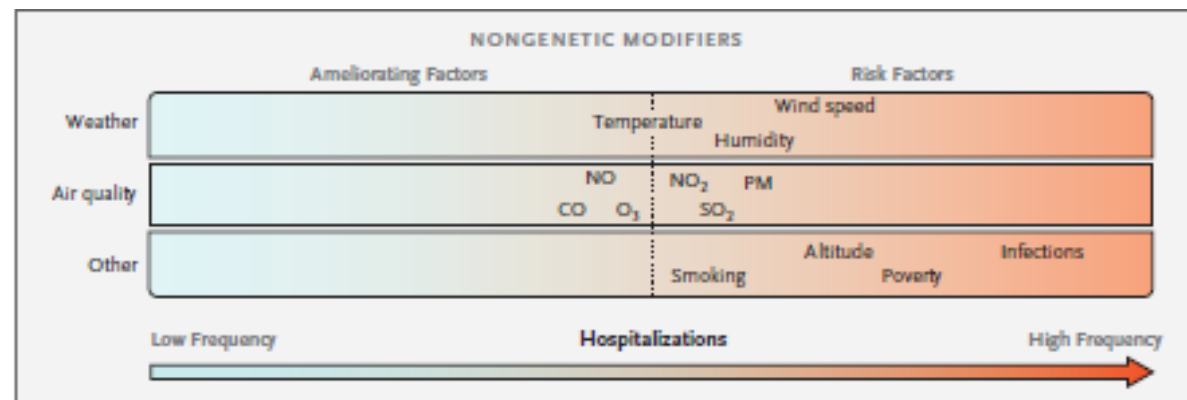 NONGENETIC MODIFIERS
Ameliorating Factors Risk Factors
Weather Temperature Wind speed
Humidity
Air quality NO NO₂ PM
CO O₃ SO₂
Other Altitude Infections
Smoking Poverty
Low Frequency Hospitalizations High Frequency